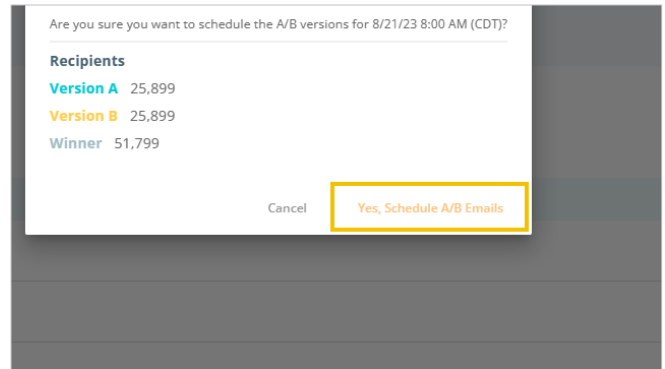 Are you sure you want to schedule the A/B versions for 8/21/23 8:00 AM (CDT)?
Recipients
Version A 25,899
Version B 25,899
Winner 51,799
Cancel Yes, Schedule A/B Emails